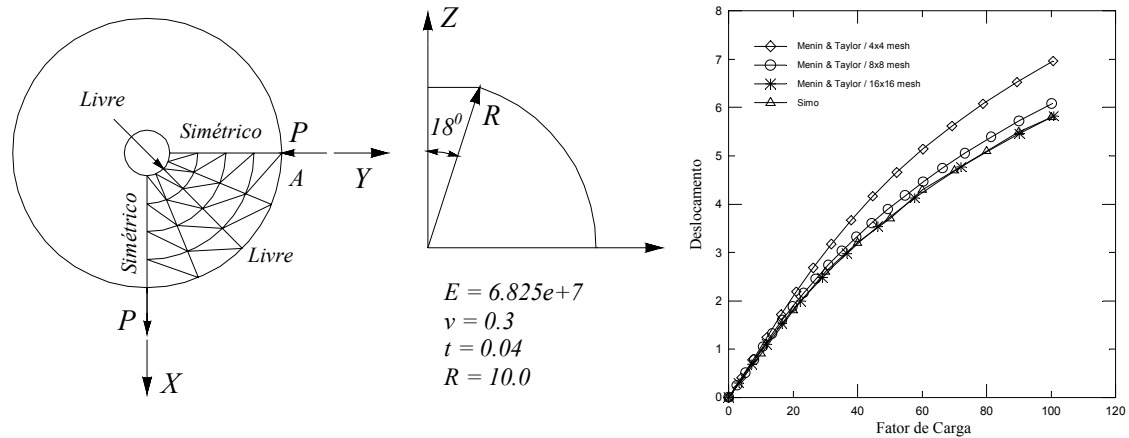 Livre
Simétrico
P
A
Y
Simétrico
Livre
P
X
Z
18⁰
R
E = 6.825e+7
ν = 0.3
t = 0.04
R = 10.0
8
7
6
5
4
3
2
1
0
Deslocamento
Menin & Taylor / 4x4 mesh
Menin & Taylor / 8x8 mesh
Menin & Taylor / 16x16 mesh
Simo
0 20 40 60 80 100 120
Fator de Carga